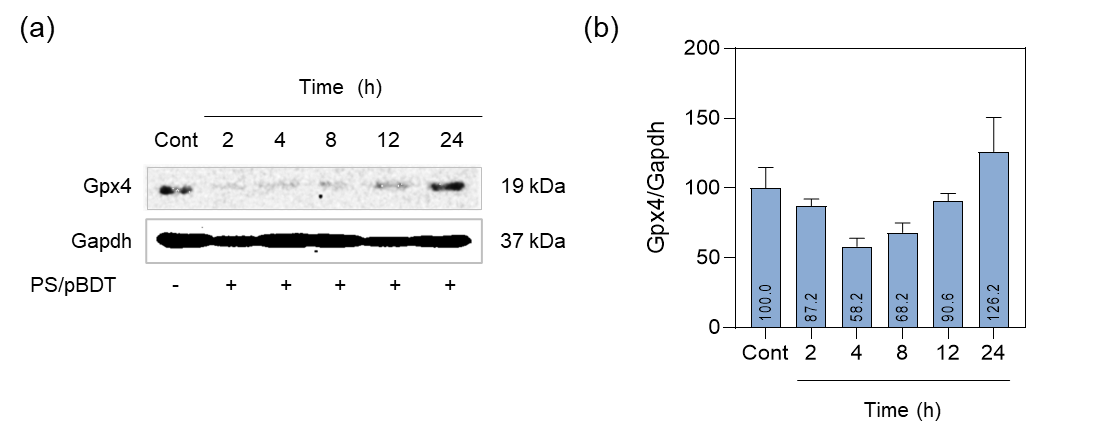 (a)
Time (h)
Cont 2 4 8 12 24
Gpx4 19 kDa
Gapdh 37 kDa
PS/pBDT - + + + + +
(b)
Gpx4/Gapdh
200
150
100
50
0
100.0 87.2 58.2 68.2 90.6 126.2
Cont 2 4 8 12 24
Time (h)